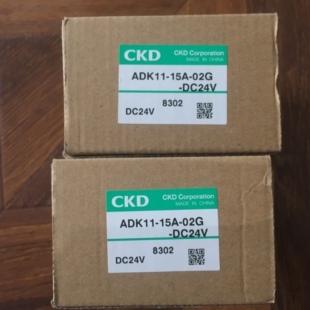 CKD
CKD Corporation
MADE IN CHINA
ADK11-15A-02G
-DC24V
8302
DC24V
CKD
CKD Corporation
MADE IN CHINA
ADK11-15A-02G
-DC24V
8302
DC24V